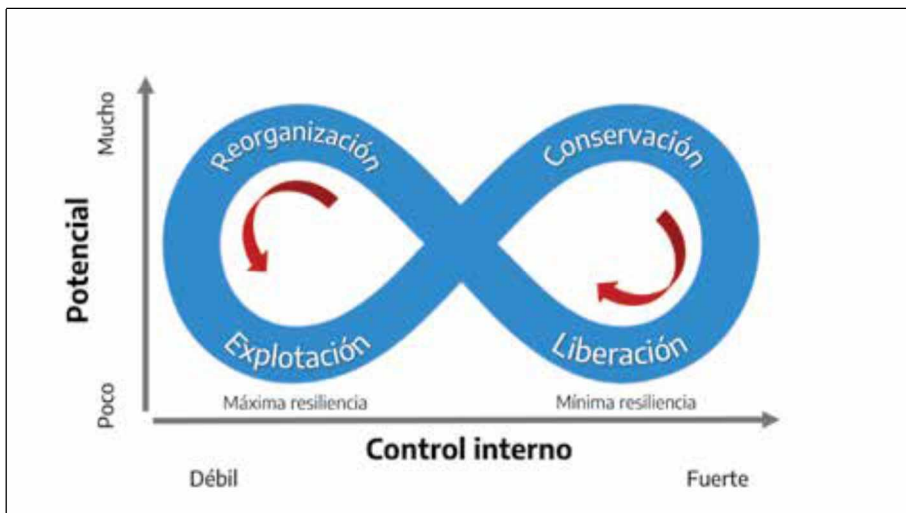 Mucho
Potencial
Poco
Reorganización
Conservación
Explotación
Liberación
Máxima resiliencia
Mínima resiliencia
Control interno
Débil
Fuerte